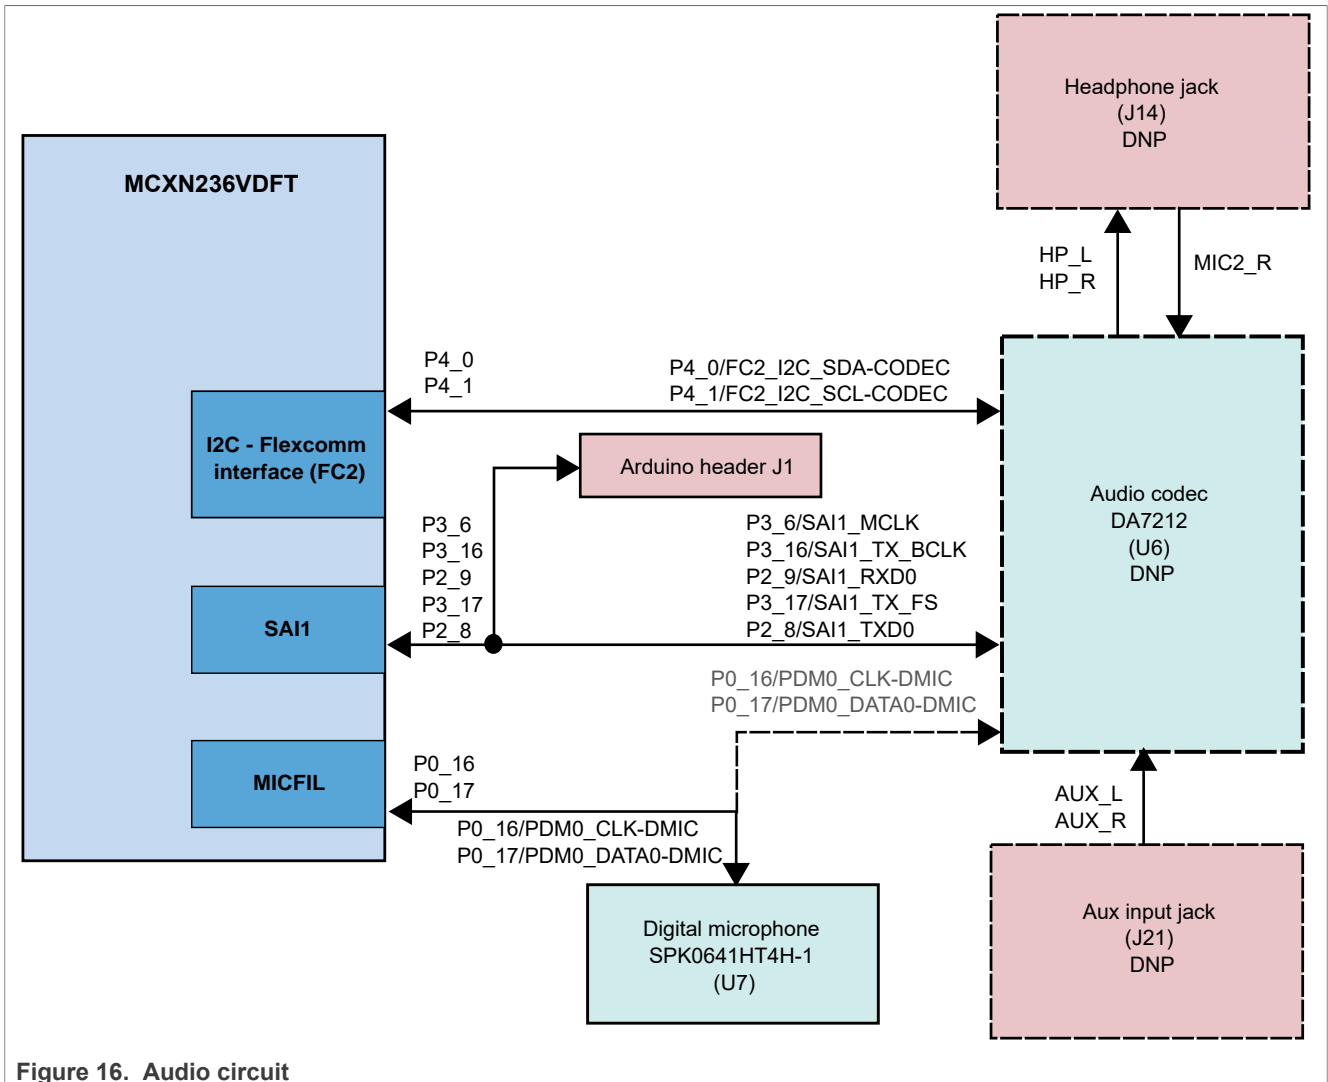 Headphone jack
(J14)
DNP
MCXN236VDFT
HP_L
HP_R
MIC2_R
P4_0
P4_1
P4_0/FC2_I2C_SDA-CODEC
P4_1/FC2_I2C_SCL-CODEC
I2C - Flexcomm
interface (FC2)
Arduino header J1
Audio codec
DA7212
(U6)
DNP
P3_6
P3_16
P2_9
P3_17
P2_8
P3_6/SAI1_MCLK
P3_16/SAI1_TX_BCLK
P2_9/SAI1_RXD0
P3_17/SAI1_TX_FS
P2_8/SAI1_TXD0
SAI1
P0_16/PDM0_CLK-DMIC
P0_17/PDM0_DATA0-DMIC
MICFIL
P0_16
P0_17
P0_16/PDM0_CLK-DMIC
P0_17/PDM0_DATA0-DMIC
AUX_L
AUX_R
Digital microphone
SPK0641HT4H-1
(U7)
Aux input jack
(J21)
DNP
Figure 16. Audio circuit